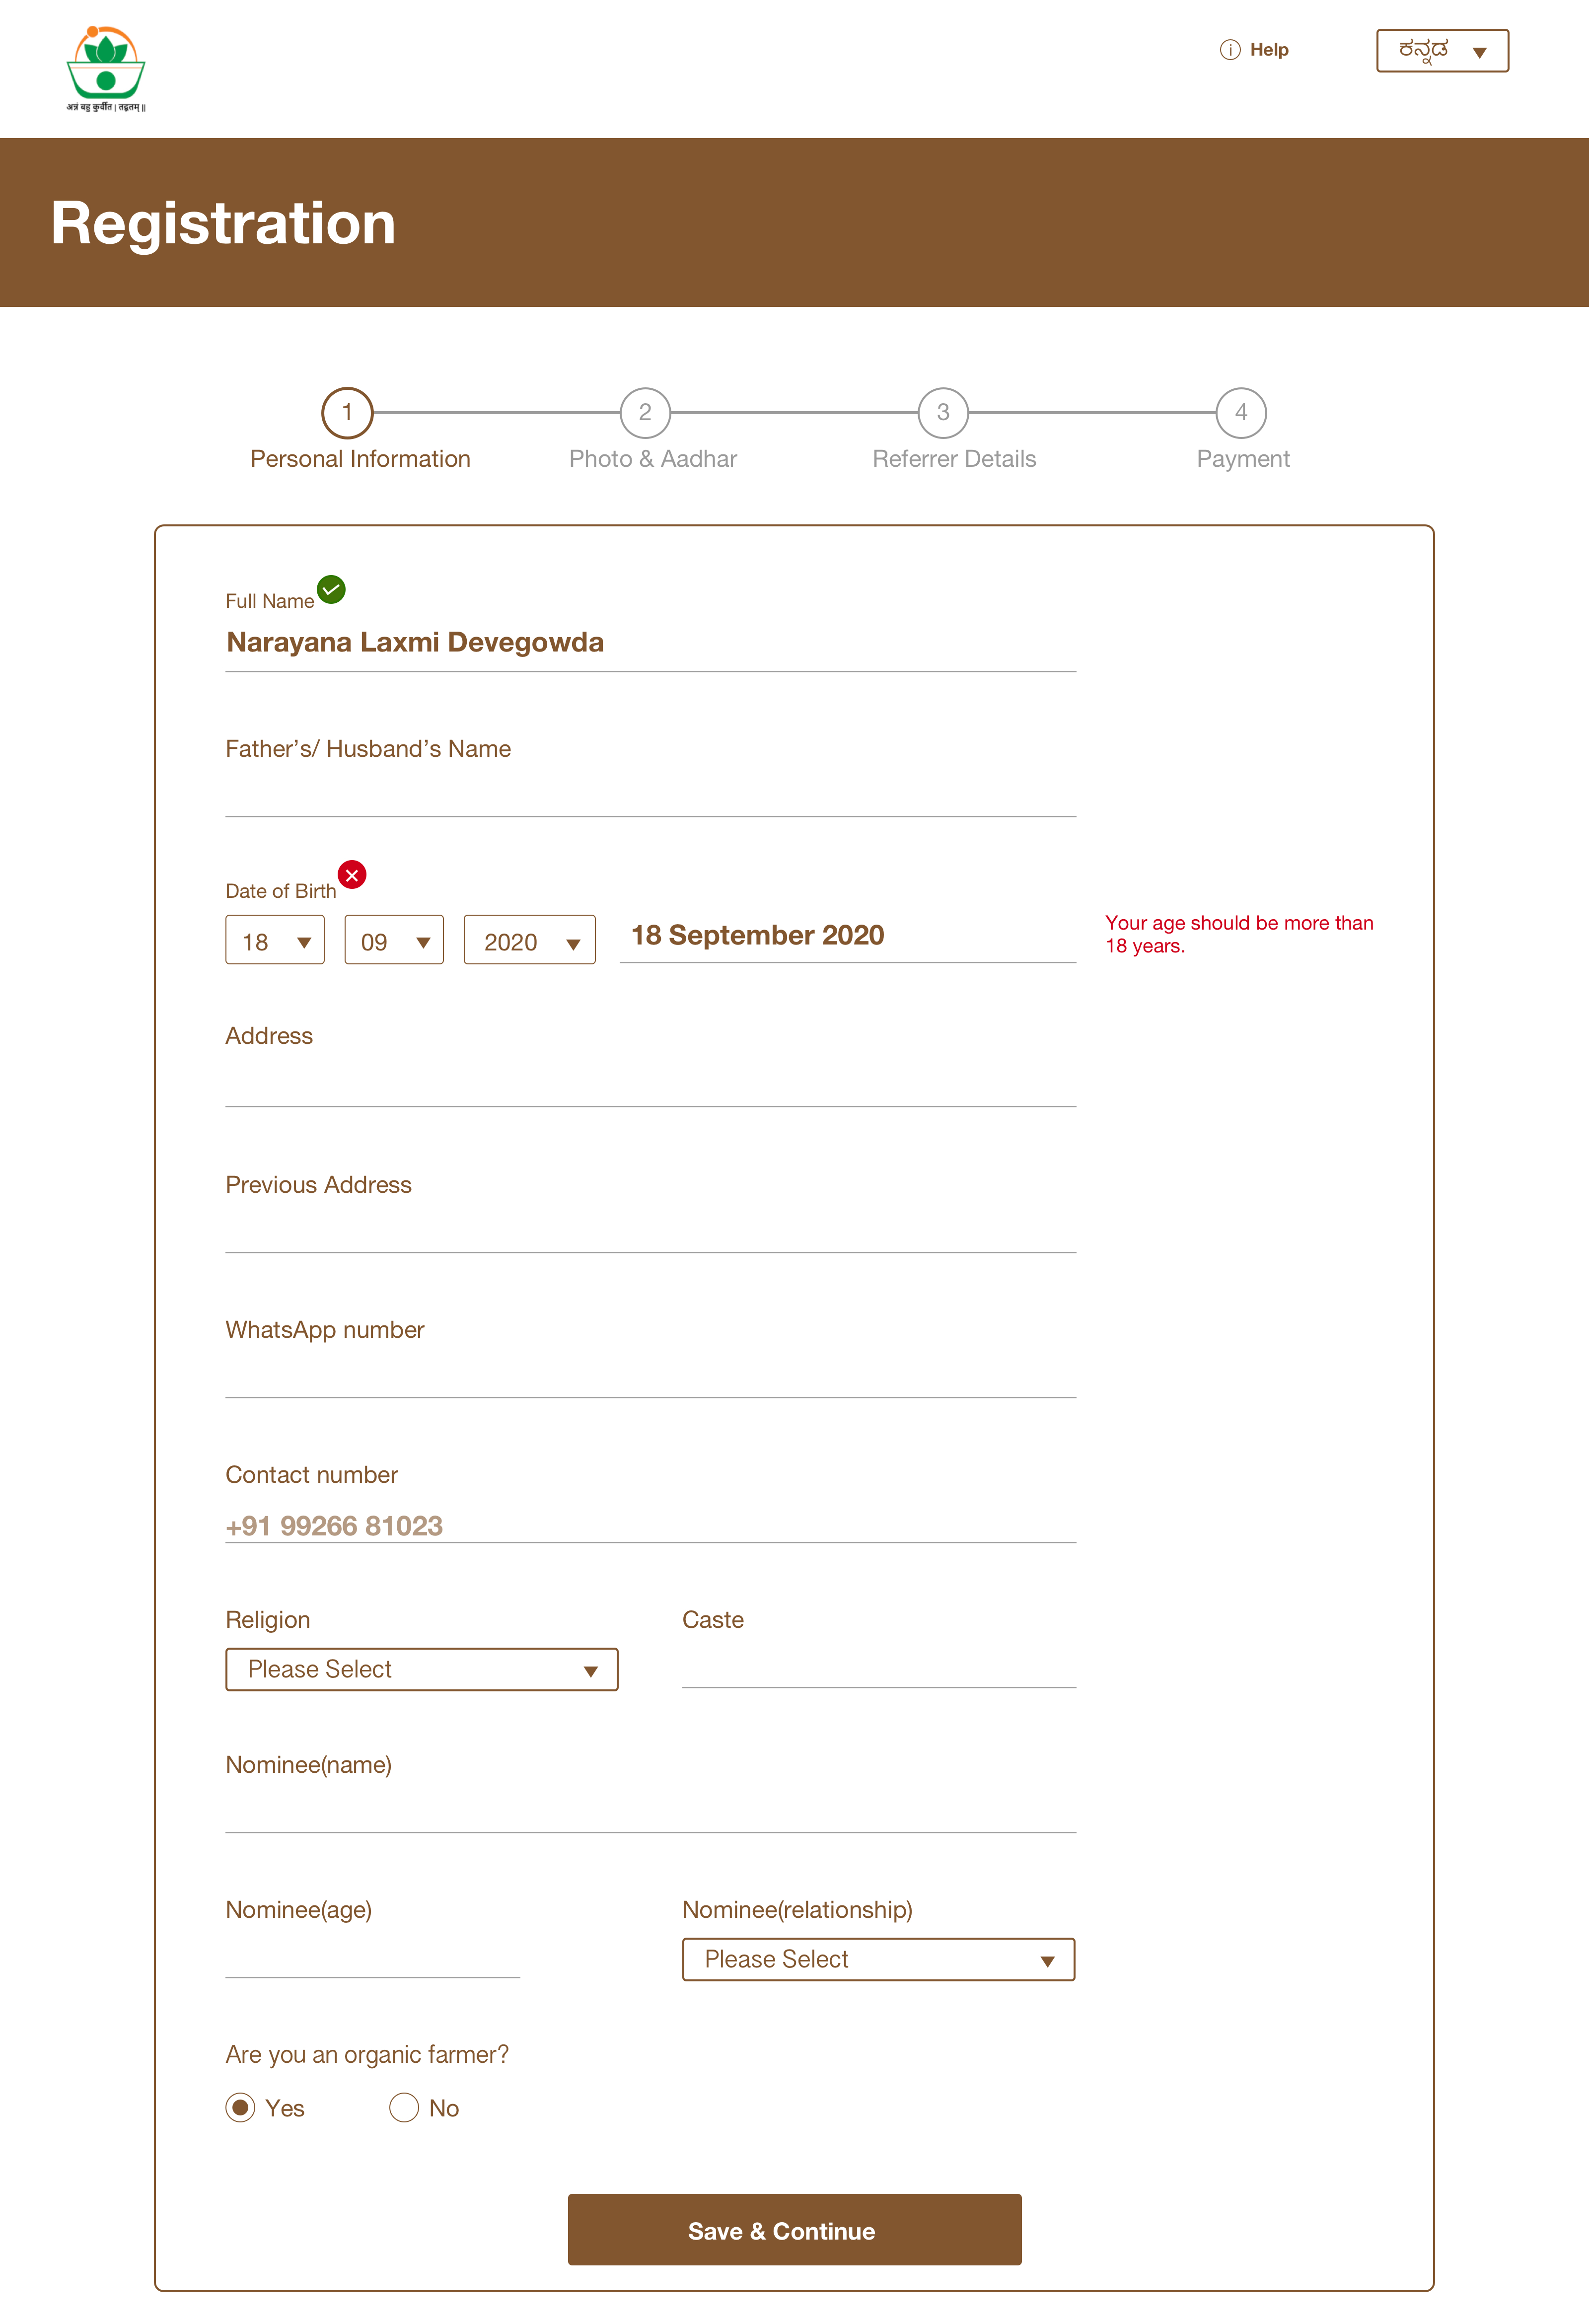 अन्नं बहु कुर्वीत | तद्व्रतम् ||
Help
ಕನ್ನಡ
Registration
1
2
3
4
Personal Information
Photo & Aadhar
Referrer Details
Payment
Full Name
Narayana Laxmi Devegowda
Father’s/ Husband’s Name
Date of Birth
18
09
2020
18 September 2020
Your age should be more than
18 years.
Address
Previous Address
WhatsApp number
Contact number
+91 99266 81023
Religion
Caste
Please Select
Nominee(name)
Nominee(age)
Nominee(relationship)
Please Select
Are you an organic farmer?
Yes
No
Save & Continue